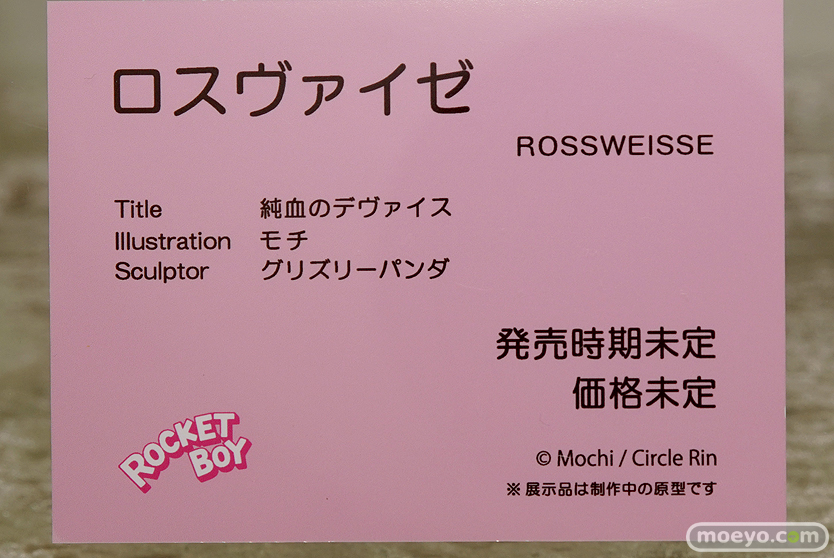 ロスヴァイゼ
ROSSWEISSE
Title 純血のデヴァイス
Illustration モチ
Sculptor グリズリーパンダ
発売時期未定
価格未定
ROCKET
BOY
© Mochi / Circle Rin
※展示品は制作中の原型です
moeyo.com